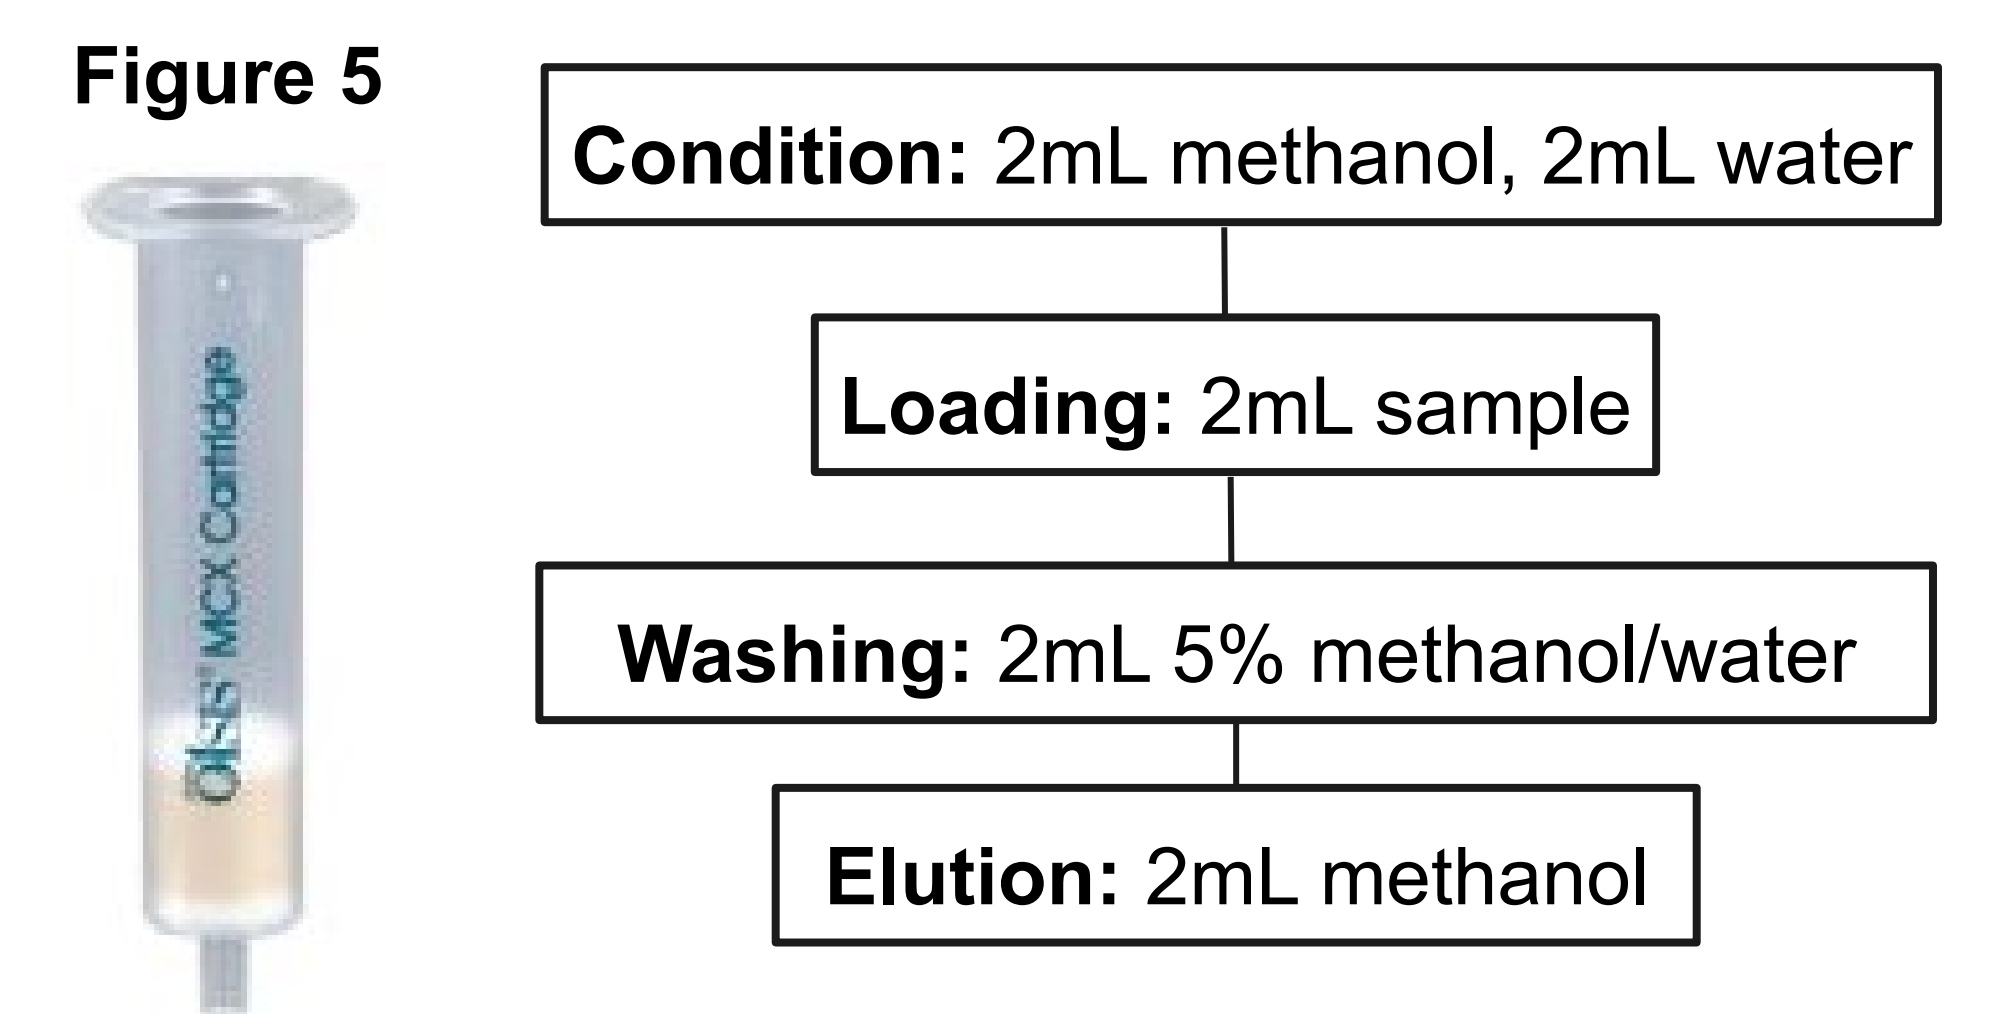 Figure 5
Condition: 2mL methanol, 2mL water
Loading: 2mL sample
Washing: 2mL 5% methanol/water
Elution: 2mL methanol
Oasis® MCX Cartridge